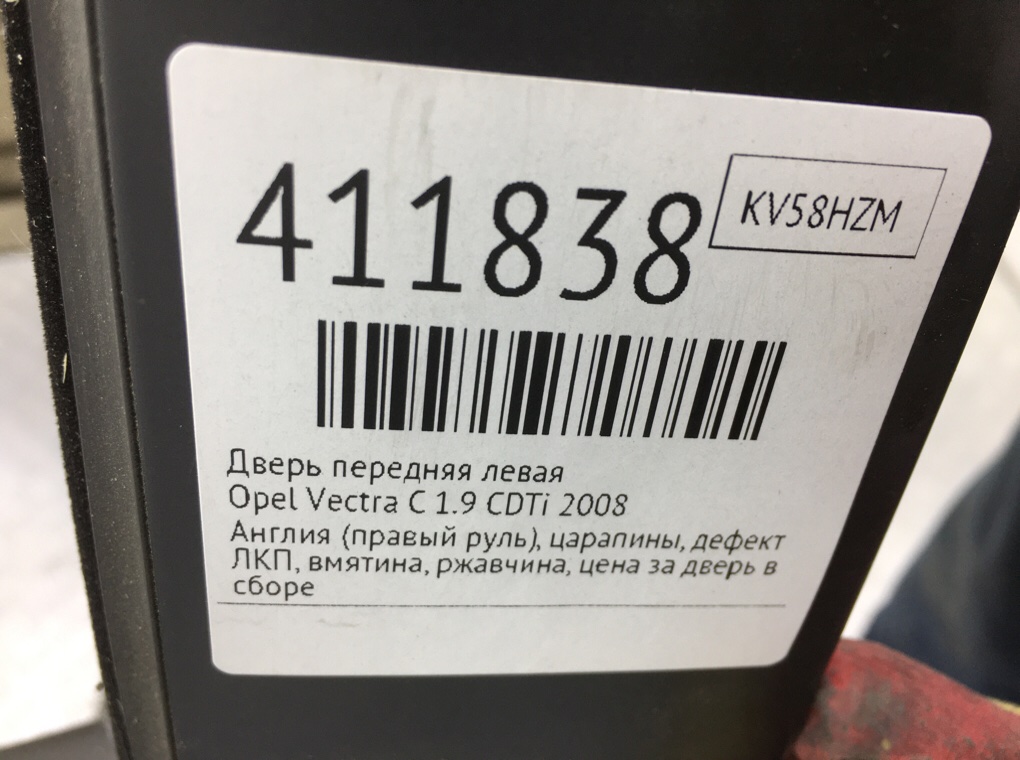 411838
KV58HZM
Дверь передняя левая
Opel Vectra C 1.9 CDTi 2008
Англия (правый руль), царапины, дефект
ЛКП, вмятина, ржавчина, цена за дверь в
сборе